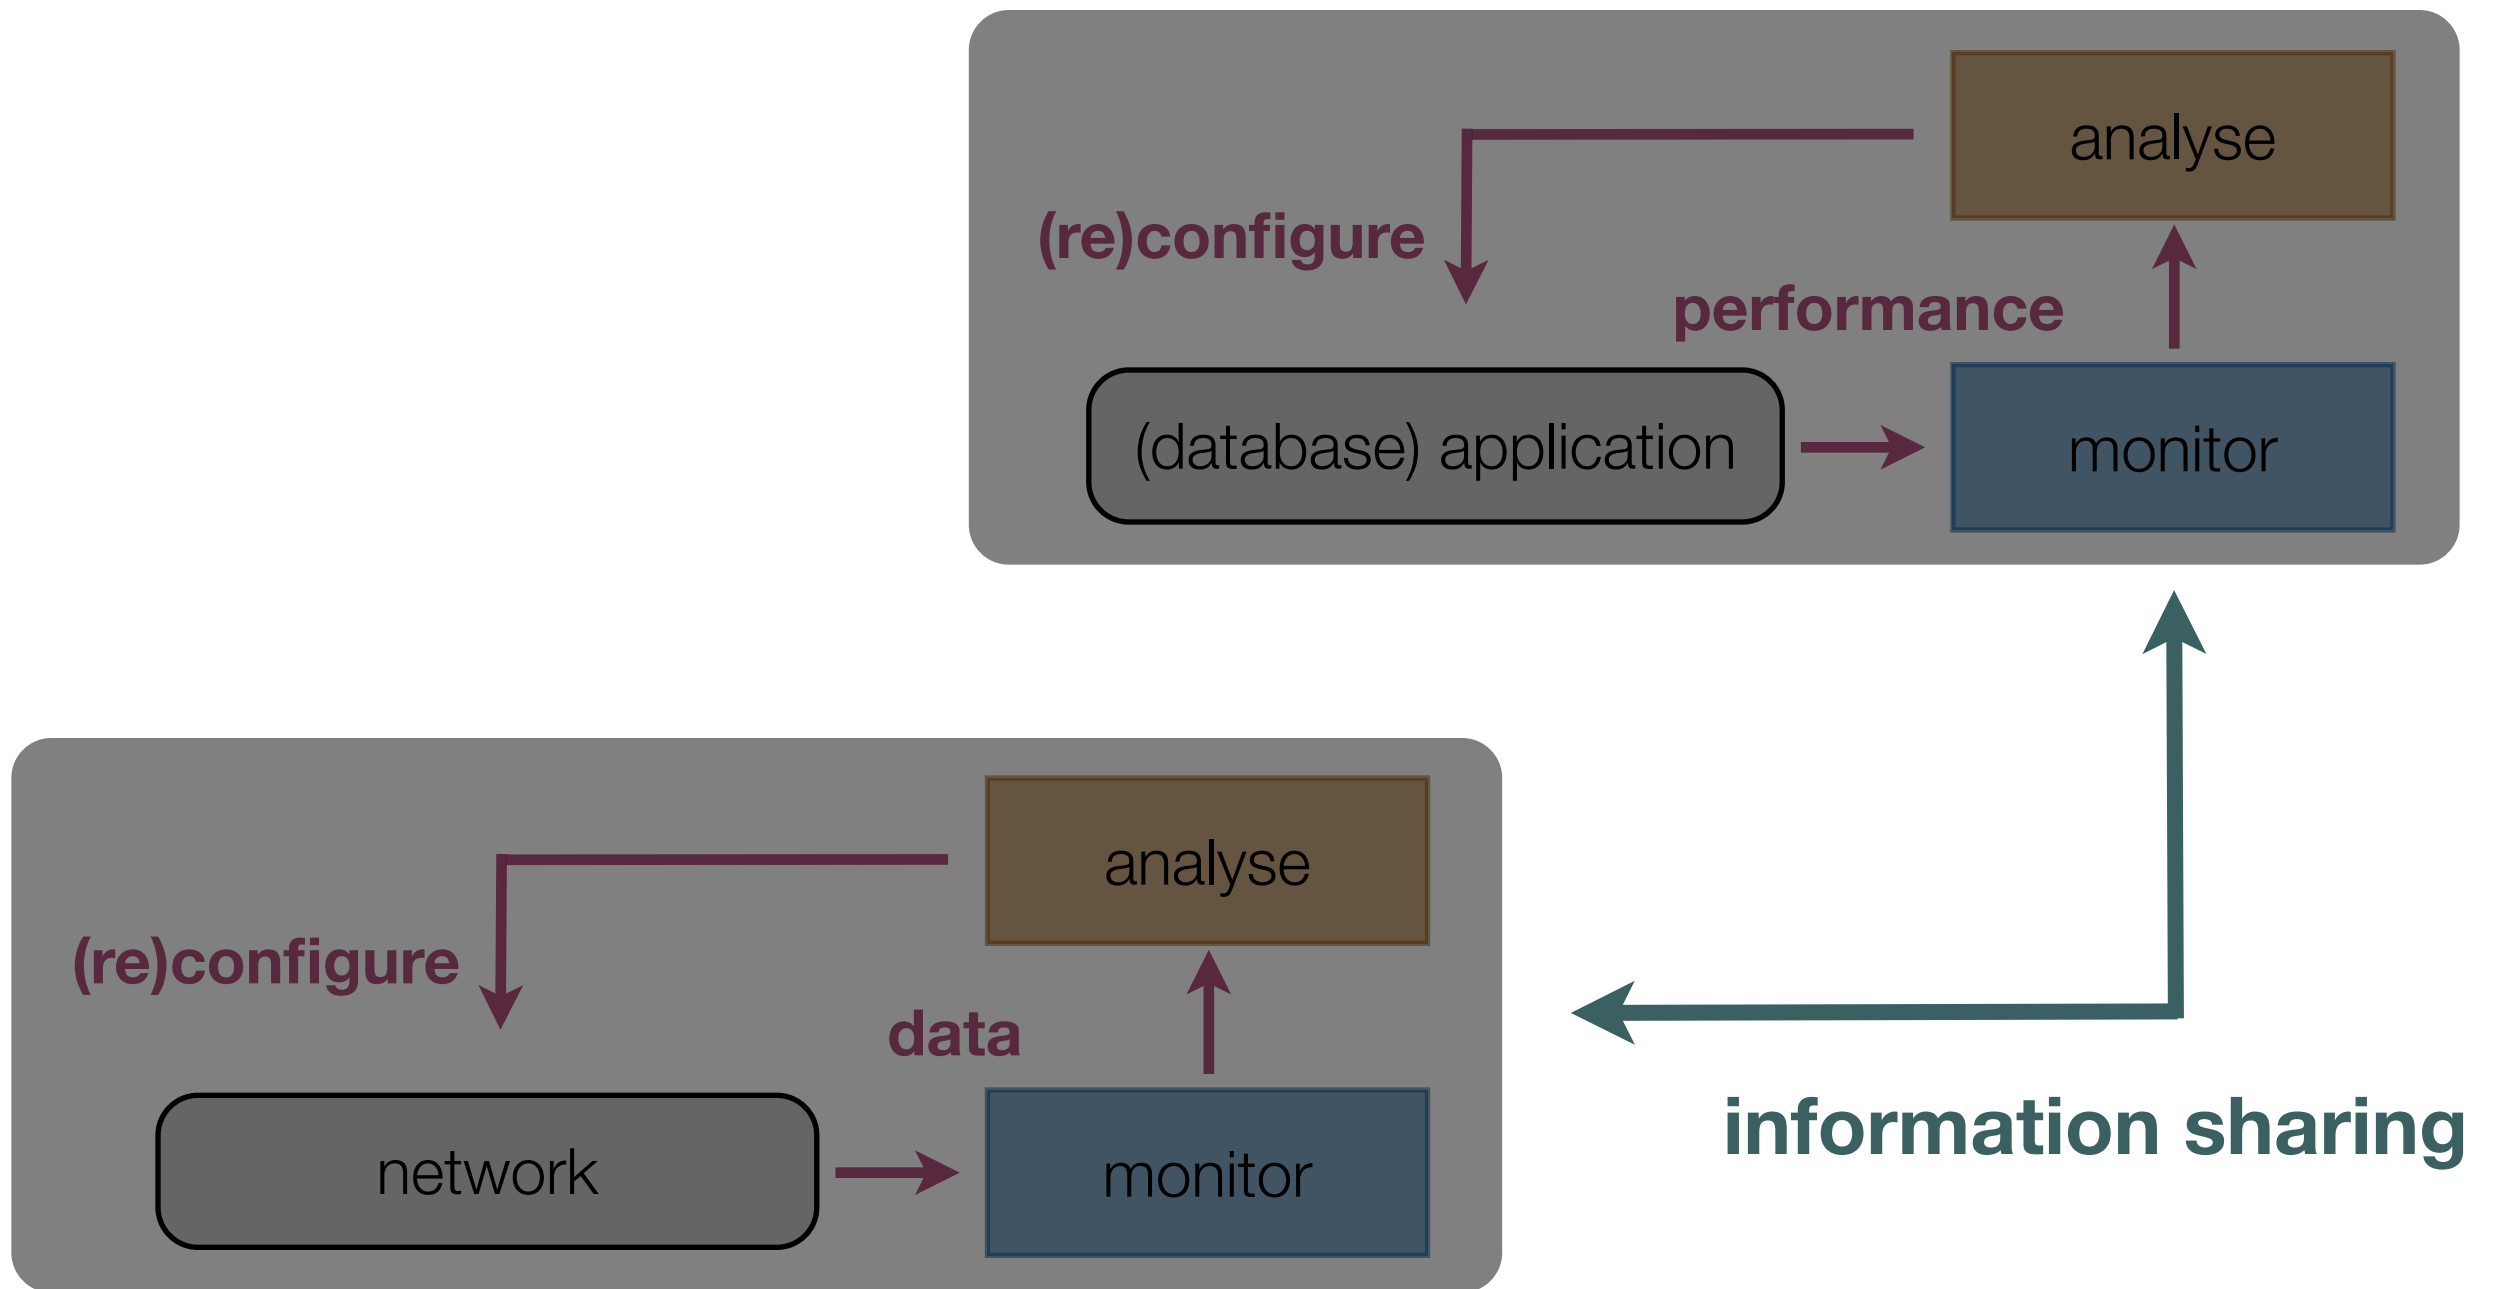 analyse
(re)configure
performance
(database) application
monitor
analyse
(re)configure
data
network
monitor
information sharing